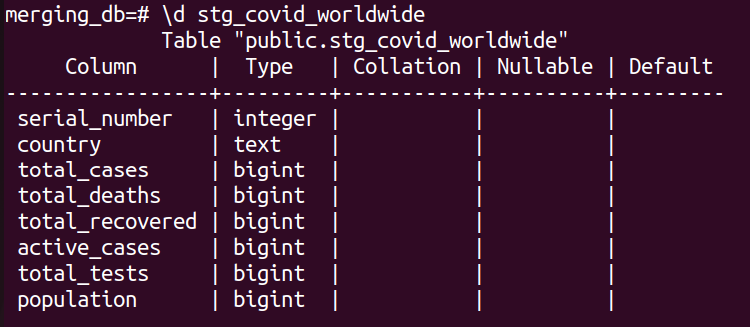 merging_db=# \d stg_covid_worldwide
Table "public.stg_covid_worldwide"
Column | Type | Collation | Nullable | Default
-----------------+---------+-----------+----------+---------
serial_number | integer | | |
country | text | | |
total_cases | bigint | | |
total_deaths | bigint | | |
total_recovered | bigint | | |
active_cases | bigint | | |
total_tests | bigint | | |
population | bigint | | |